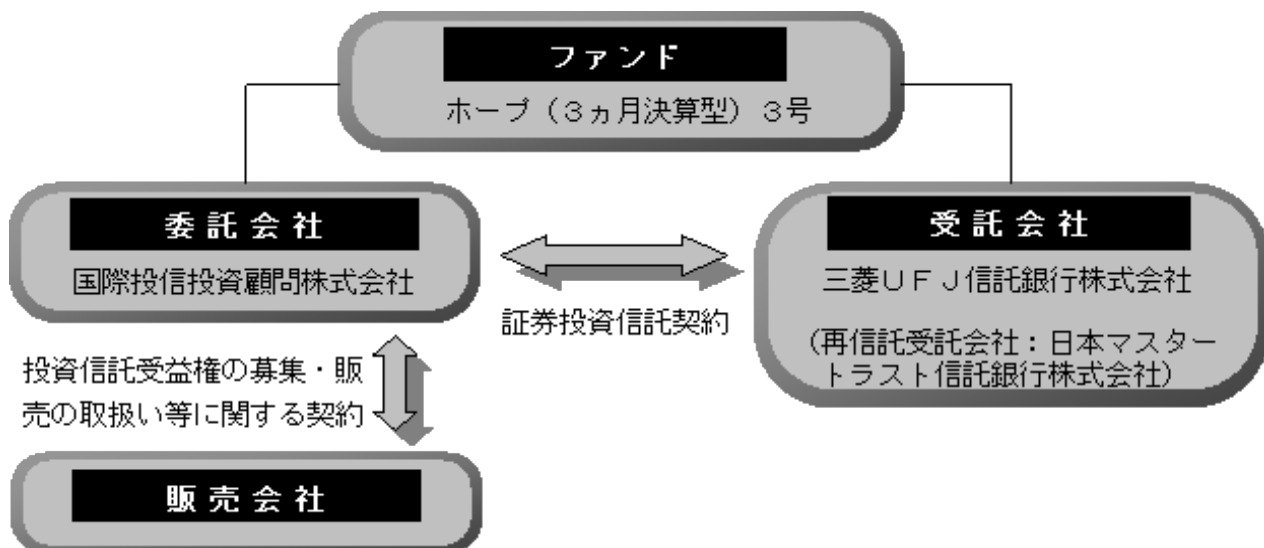 ファンド
ホープ（３ヵ月決算型）３号
委託会社
国際投信投資顧問株式会社
受託会社
三菱ＵＦＪ信託銀行株式会社
（再信託受託会社：日本マスター
トラスト信託銀行株式会社）
証券投資信託契約
投資信託受益権の募集・販
売の取扱い等に関する契約
販売会社